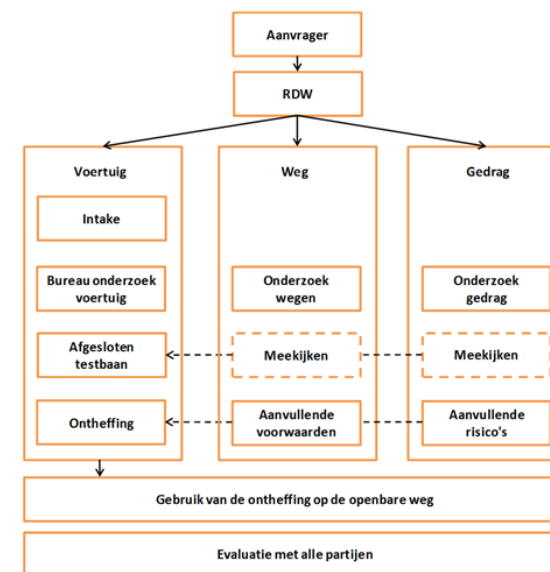 Aanvrager
RDW
Voertuig
Weg
Gedrag
Intake
Bureau onderzoek
voertuig
Onderzoek
wegen
Onderzoek
gedrag
Afgesloten
testbaan
Meekijken
Meekijken
Ontheffing
Aanvullende
voorwaarden
Aanvullende
risico's
Gebruik van de ontheffing op de openbare weg
Evaluatie met alle partijen